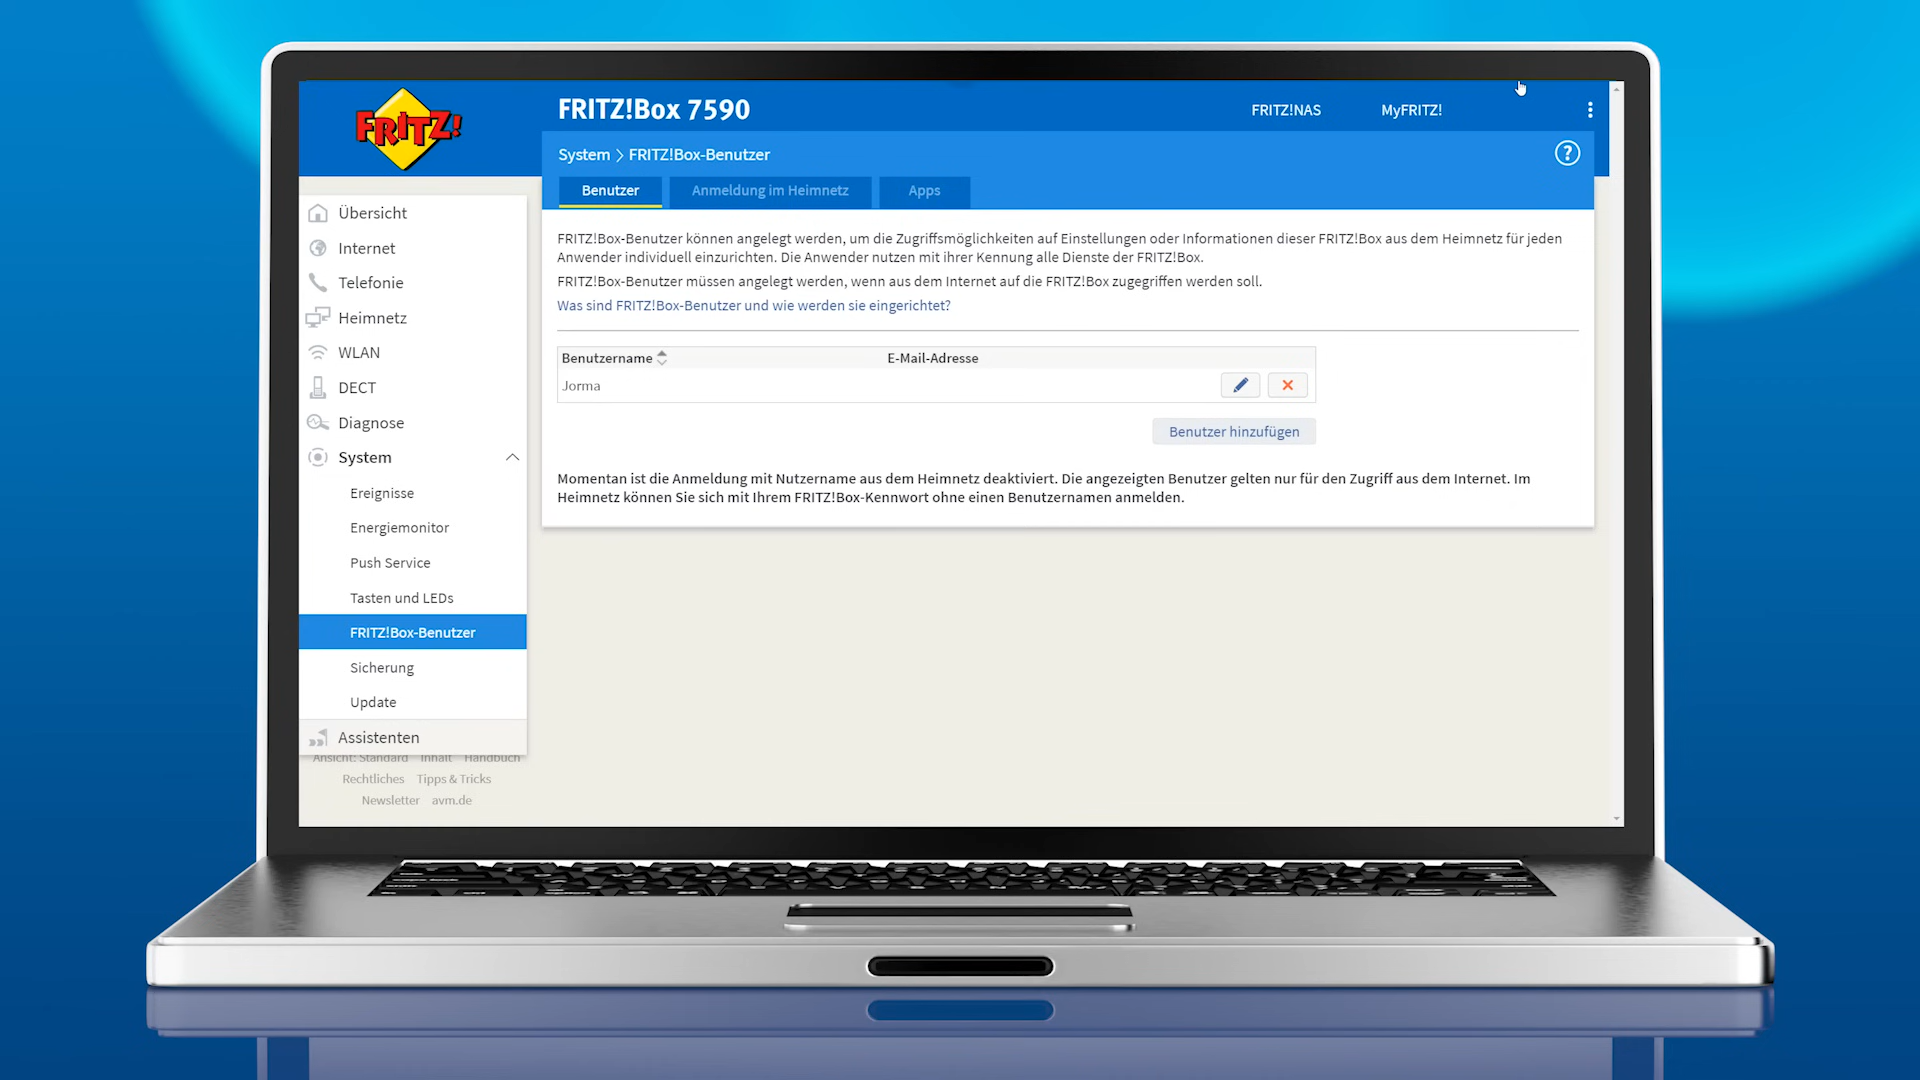 FRITZ!
FRITZ!Box 7590
FRITZ!NAS
MyFRITZ!
System > FRITZ!Box-Benutzer
?
Benutzer
Anmeldung im Heimnetz
Apps
Übersicht
Internet
Telefonie
Heimnetz
WLAN
DECT
Diagnose
System
Ereignisse
Energiemonitor
Push Service
Tasten und LEDs
FRITZ!Box-Benutzer
Sicherung
Update
Assistenten
Ansicht: Standard Inhalt Handbuch
Rechtliches Tipps & Tricks
Newsletter avm.de
FRITZ!Box-Benutzer können angelegt werden, um die Zugriffsmöglichkeiten auf Einstellungen oder Informationen dieser FRITZ!Box aus dem Heimnetz für jeden
Anwender individuell einzurichten. Die Anwender nutzen mit ihrer Kennung alle Dienste der FRITZ!Box.
FRITZ!Box-Benutzer müssen angelegt werden, wenn aus dem Internet auf die FRITZ!Box zugegriffen werden soll.
Was sind FRITZ!Box-Benutzer und wie werden sie eingerichtet?
Benutzername E-Mail-Adresse
Jorma
Benutzer hinzufügen
Momentan ist die Anmeldung mit Nutzername aus dem Heimnetz deaktiviert. Die angezeigten Benutzer gelten nur für den Zugriff aus dem Internet. Im
Heimnetz können Sie sich mit Ihrem FRITZ!Box-Kennwort ohne einen Benutzernamen anmelden.